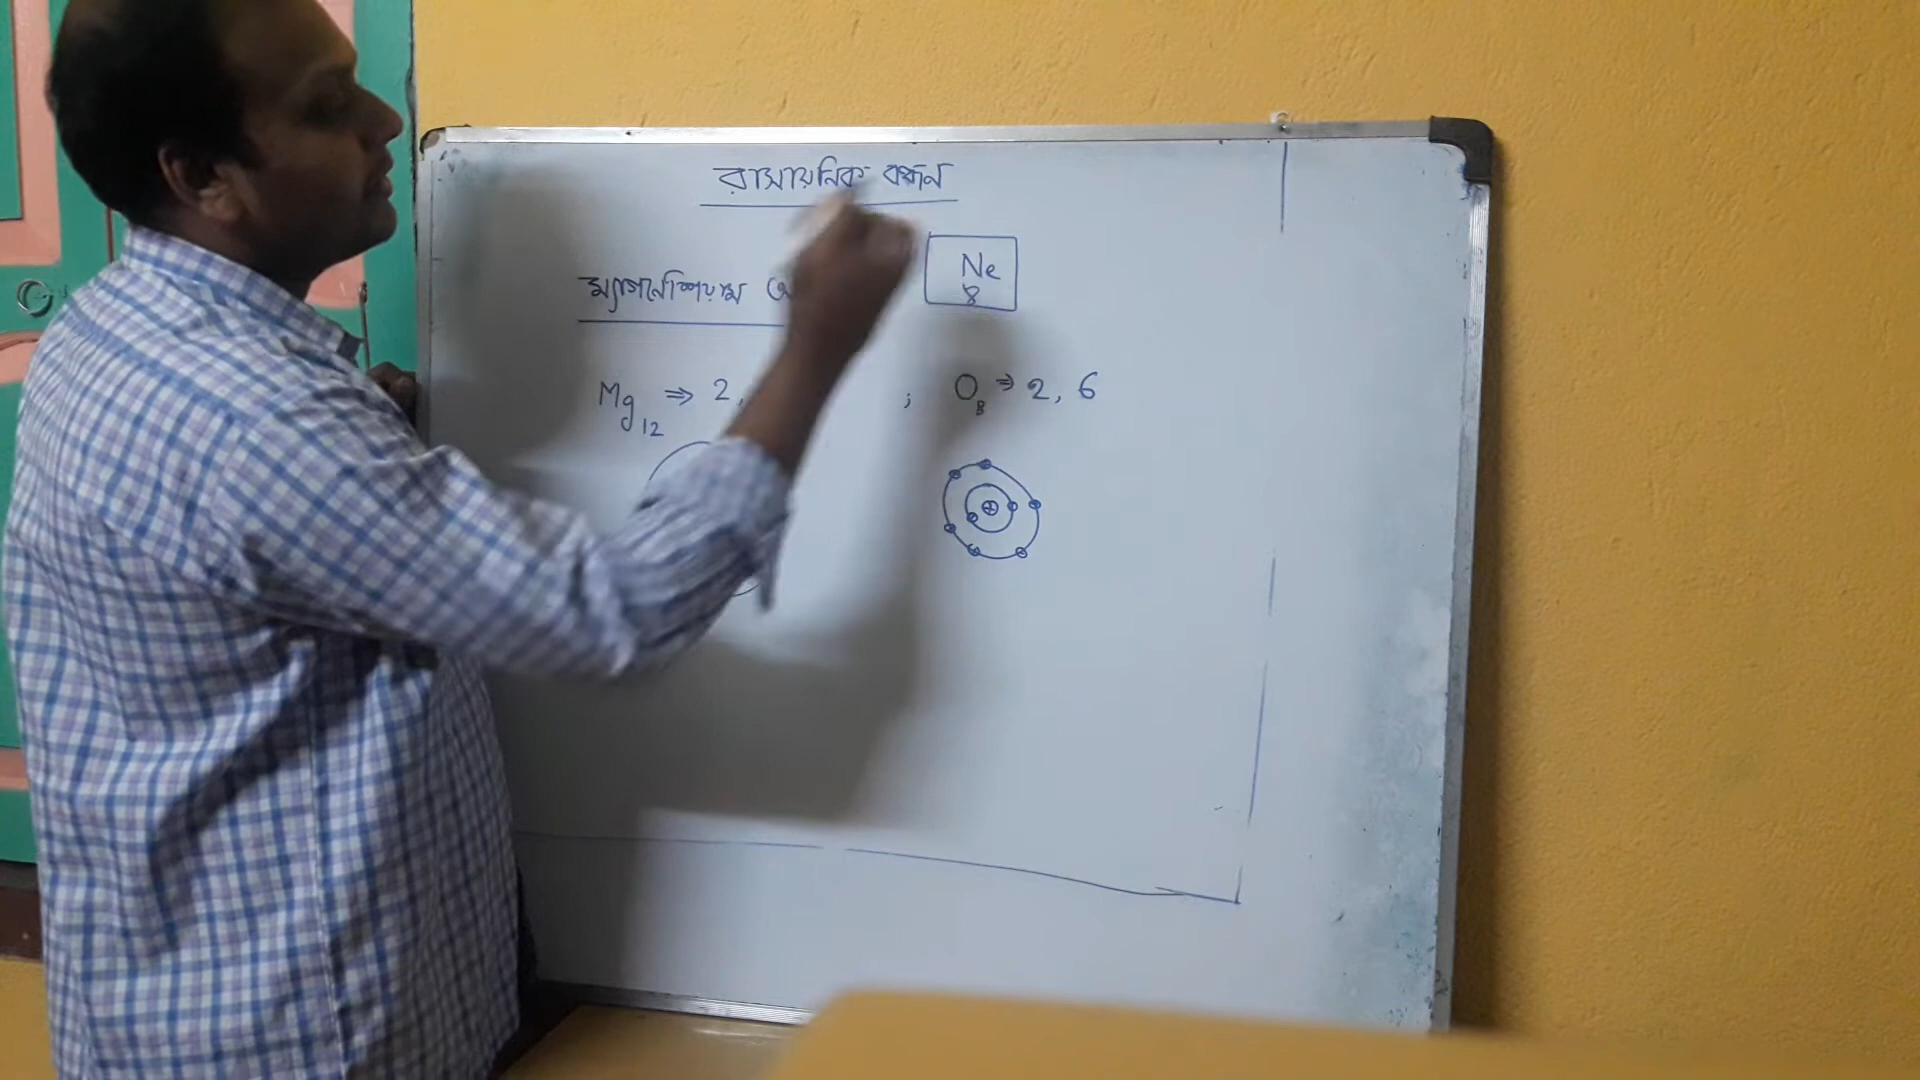 রাসায়নিক বন্ধন
Ne
8
ম্যাগনেশিয়াম
Mg12 ⇒ 2, ; O8 ⇒ 2, 6